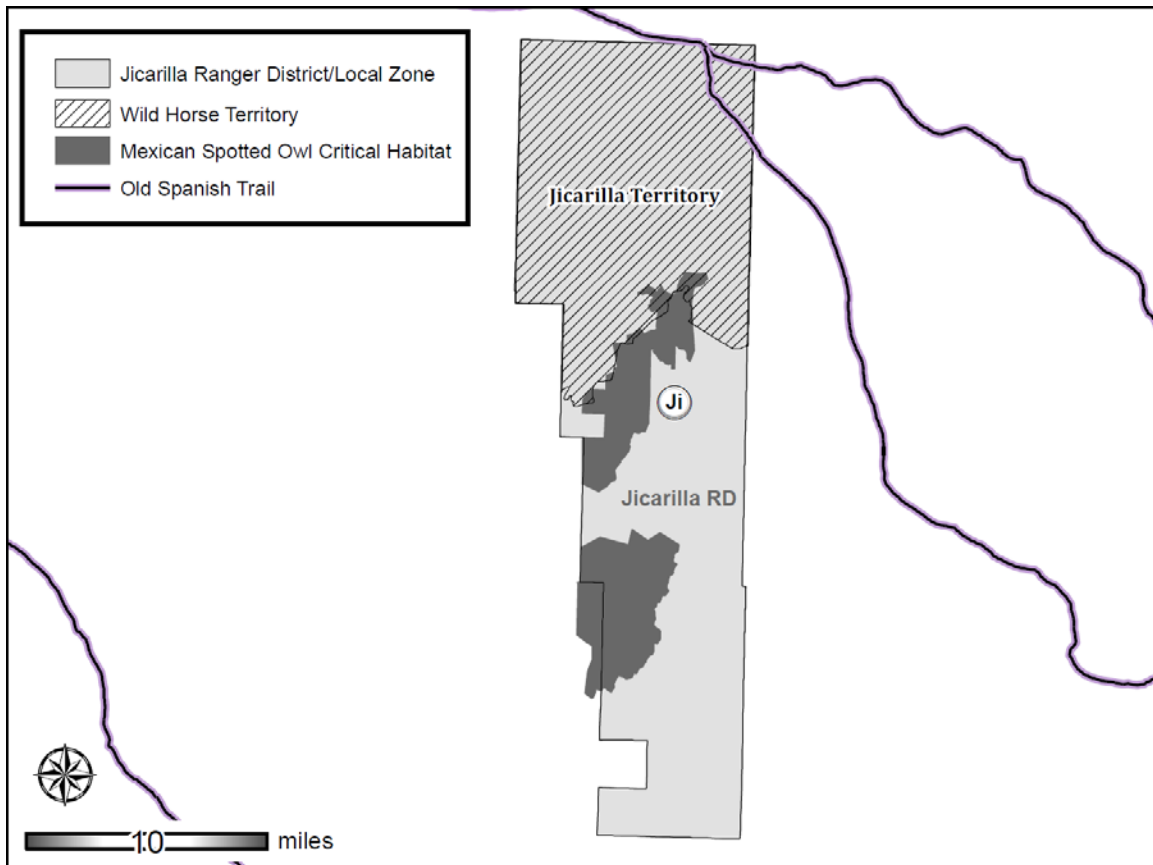 Jicarilla Ranger District/Local Zone
Wild Horse Territory
Mexican Spotted Owl Critical Habitat
Old Spanish Trail
Jicarilla Territory
Ji
Jicarilla RD
10 miles